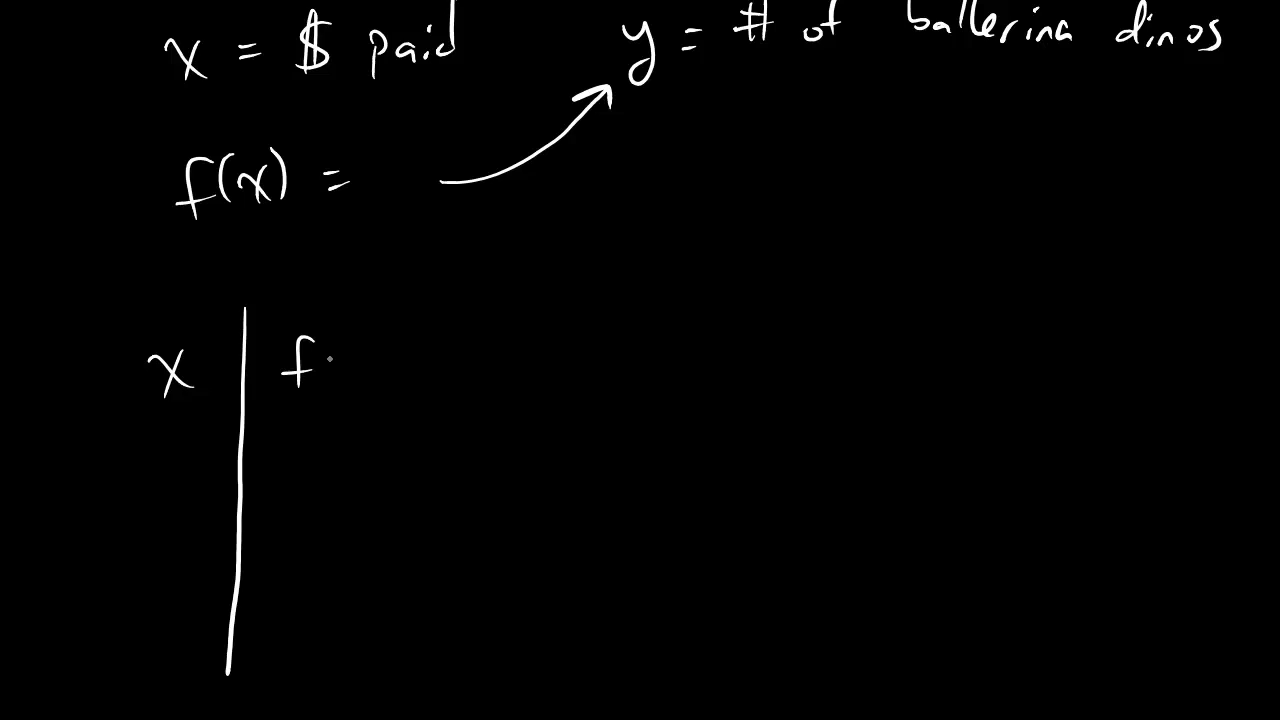 x = $ paid y = # of ballerina dinos
f(x) =
x f